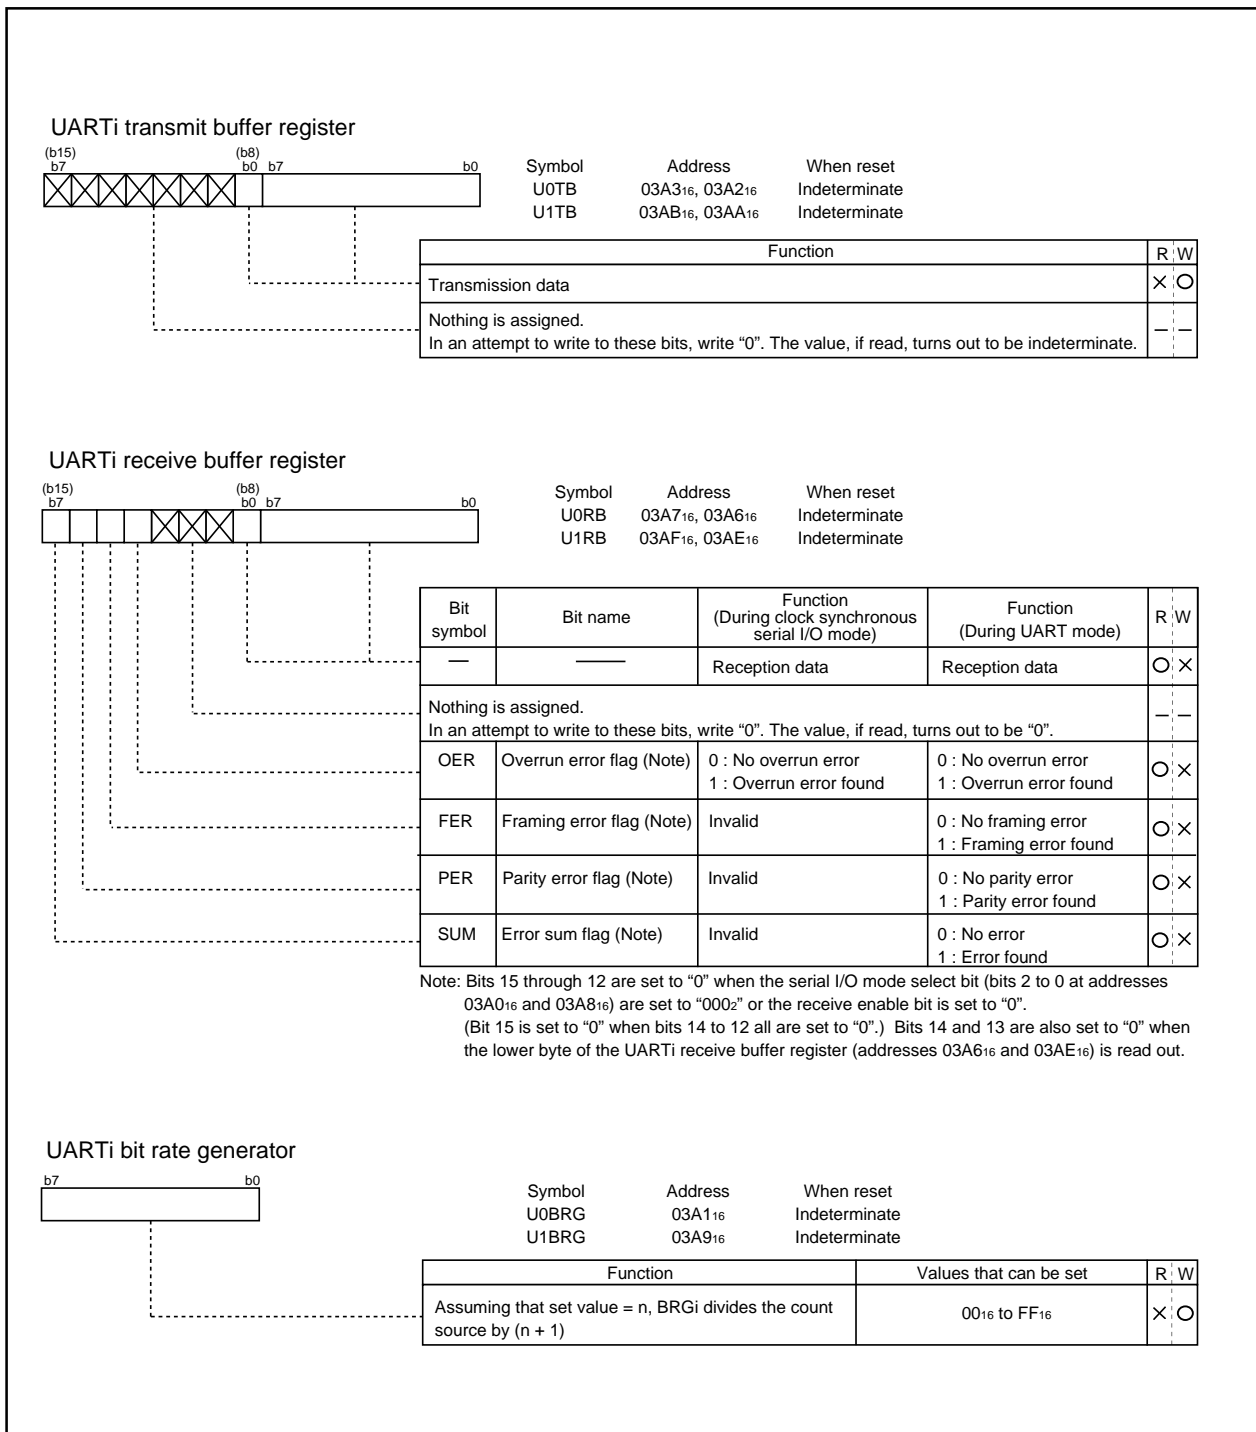 UARTi transmit buffer register
(b15) (b8)
b7 b0 b7 b0
Symbol Address When reset
U0TB 03A3₁₆, 03A2₁₆ Indeterminate
U1TB 03AB₁₆, 03AA₁₆ Indeterminate
Function R W
Transmission data × ○
Nothing is assigned.
In an attempt to write to these bits, write “0”. The value, if read, turns out to be indeterminate. – –
UARTi receive buffer register
(b15) (b8)
b7 b0 b7 b0
Symbol Address When reset
U0RB 03A7₁₆, 03A6₁₆ Indeterminate
U1RB 03AF₁₆, 03AE₁₆ Indeterminate
Bit symbol Bit name Function (During clock synchronous serial I/O mode) Function (During UART mode) R W
— — Reception data Reception data ○ ×
Nothing is assigned.
In an attempt to write to these bits, write “0”. The value, if read, turns out to be “0”. – –
OER Overrun error flag (Note) 0 : No overrun error 0 : No overrun error ○ ×
1 : Overrun error found 1 : Overrun error found
FER Framing error flag (Note) Invalid 0 : No framing error ○ ×
1 : Framing error found
PER Parity error flag (Note) Invalid 0 : No parity error ○ ×
1 : Parity error found
SUM Error sum flag (Note) Invalid 0 : No error ○ ×
1 : Error found
Note: Bits 15 through 12 are set to “0” when the serial I/O mode select bit (bits 2 to 0 at addresses
03A0₁₆ and 03A8₁₆) are set to “000₂” or the receive enable bit is set to “0”.
(Bit 15 is set to “0” when bits 14 to 12 all are set to “0”.) Bits 14 and 13 are also set to “0” when
the lower byte of the UARTi receive buffer register (addresses 03A6₁₆ and 03AE₁₆) is read out.
UARTi bit rate generator
b7 b0
Symbol Address When reset
U0BRG 03A1₁₆ Indeterminate
U1BRG 03A9₁₆ Indeterminate
Function Values that can be set R W
Assuming that set value = n, BRGi divides the count 00₁₆ to FF₁₆ × ○
source by (n + 1)